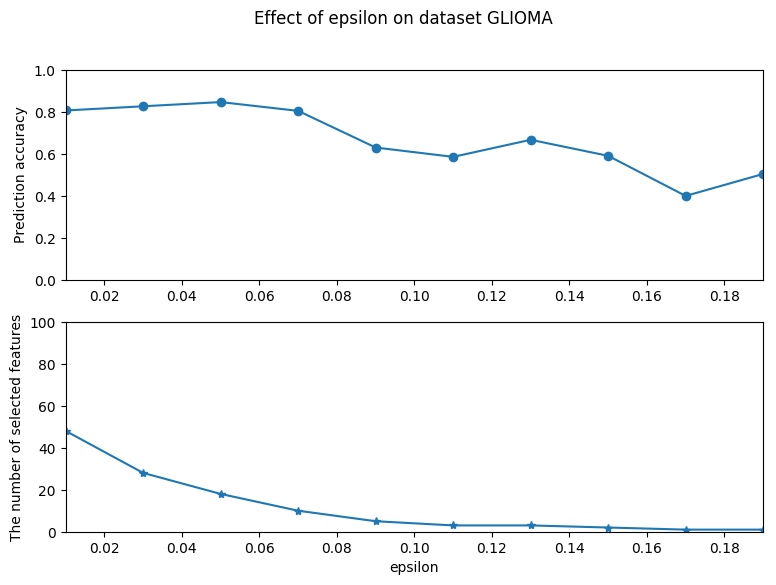 Effect of epsilon on dataset GLIOMA
Prediction accuracy
1.0
0.8
0.6
0.4
0.2
0.0
0.02 0.04 0.06 0.08 0.10 0.12 0.14 0.16 0.18
The number of selected features
100
80
60
40
20
0
0.02 0.04 0.06 0.08 0.10 0.12 0.14 0.16 0.18
epsilon